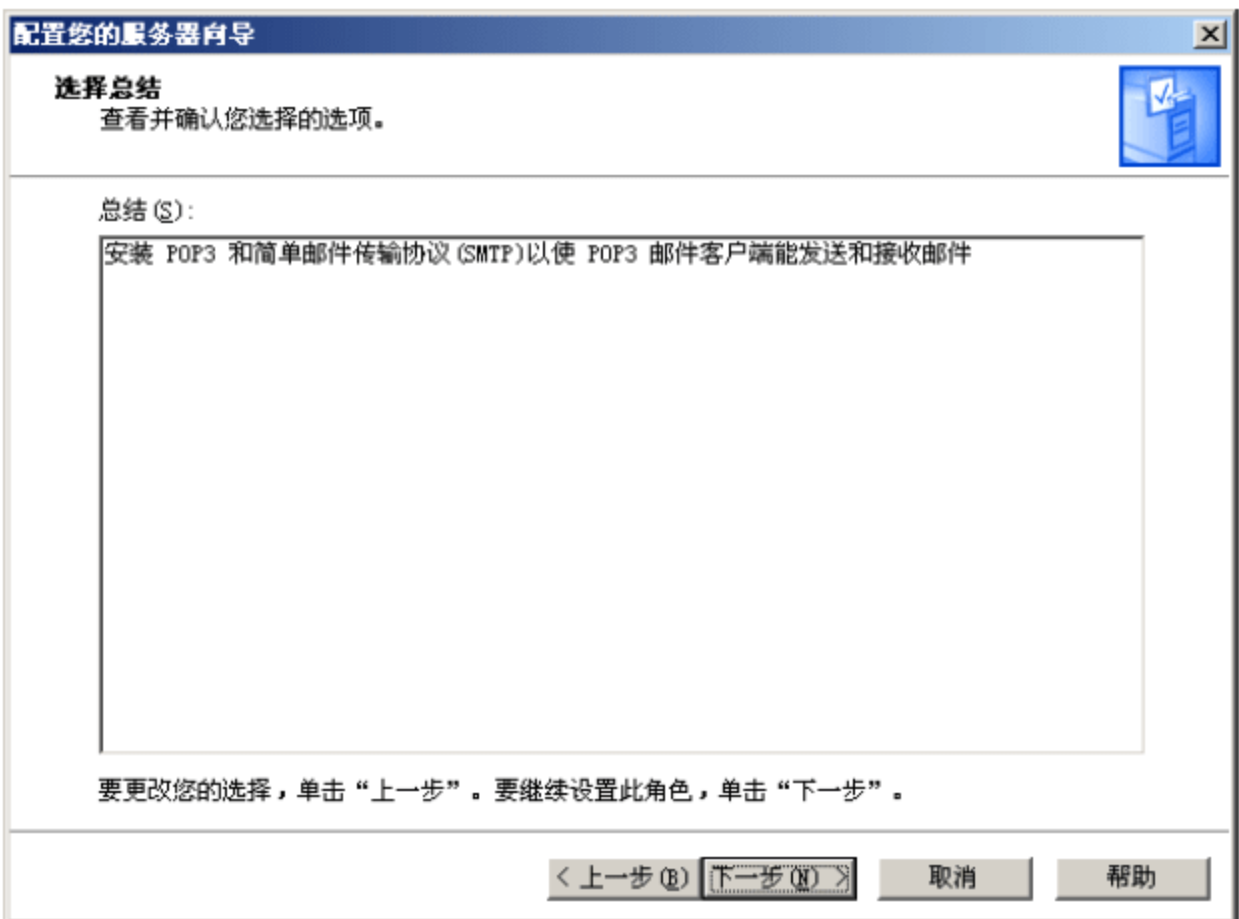 配置您的服务器向导
选择总结
查看并确认您选择的选项。
总结(S):
安装 POP3 和简单邮件传输协议(SMTP)以使 POP3 邮件客户端能发送和接收邮件
要更改您的选择，单击“上一步”。要继续设置此角色，单击“下一步”。
< 上一步(B) 下一步(N) > 取消 帮助